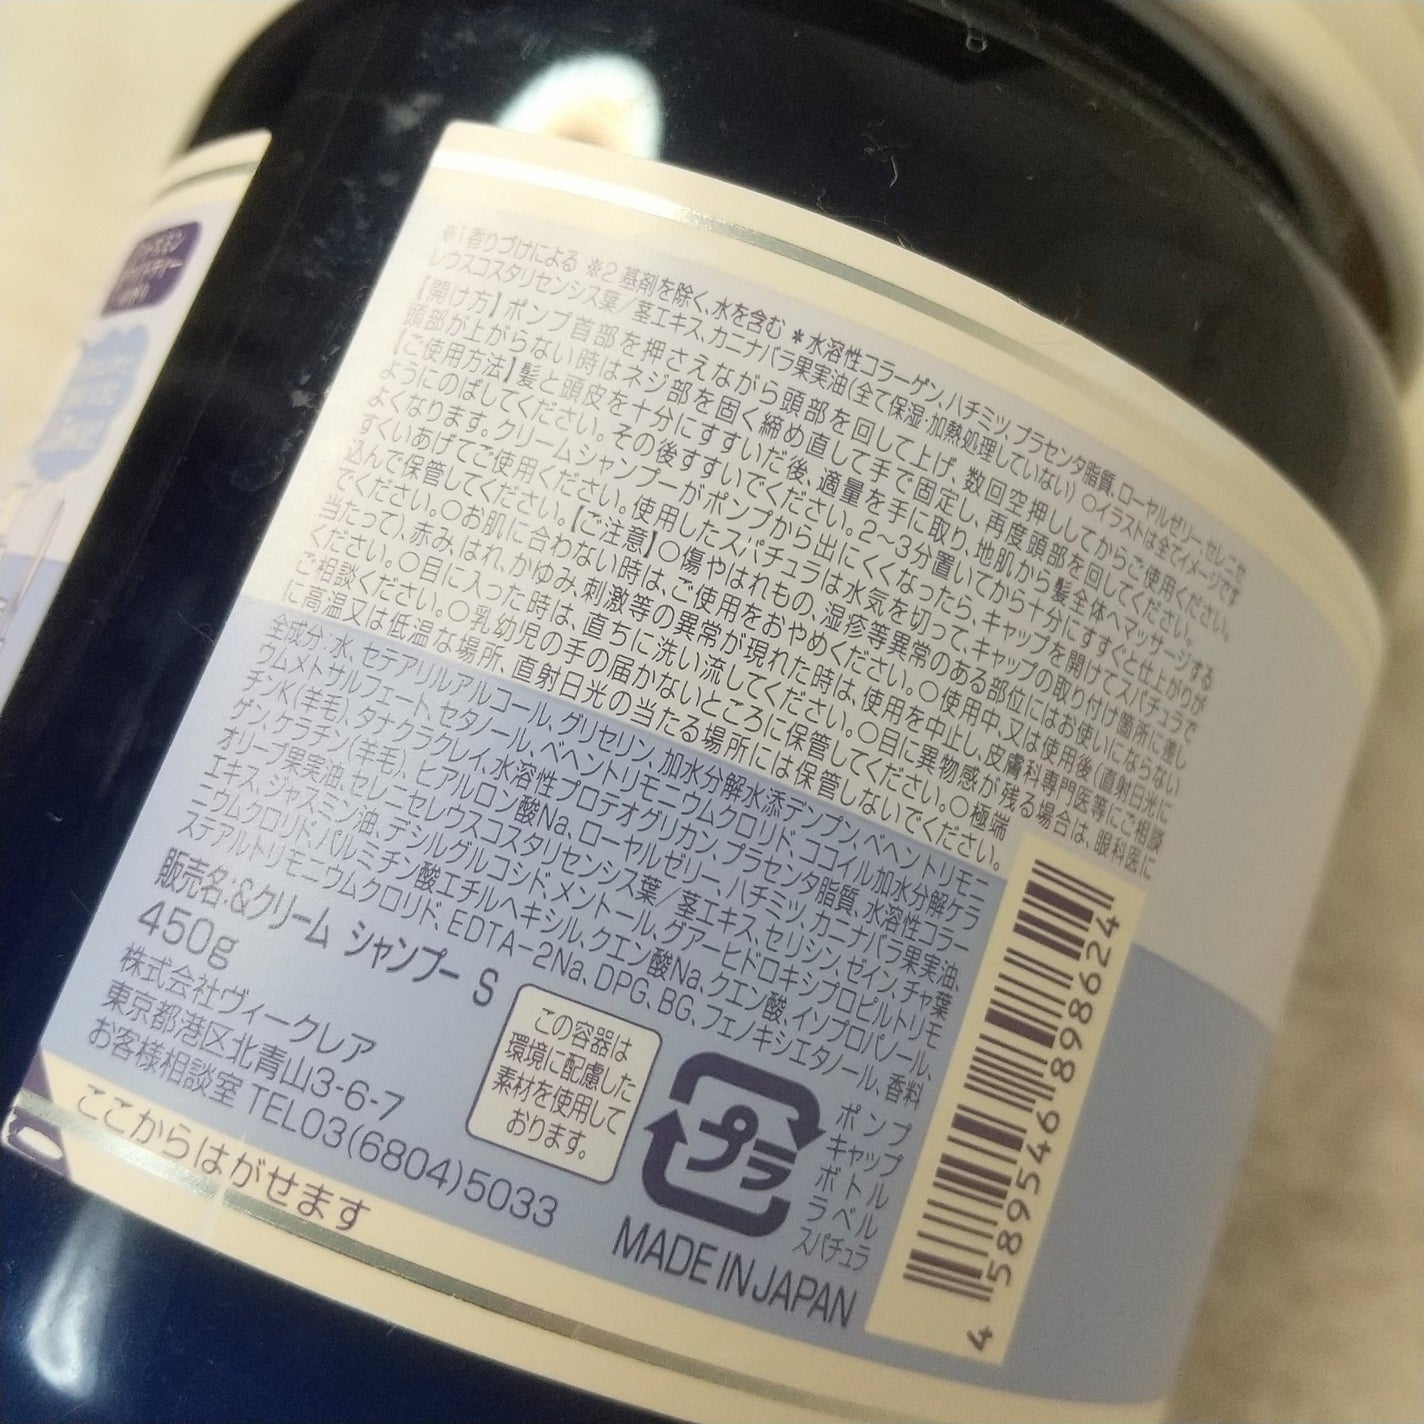 ※1 香りづけによる ※2 基剤を除く、水を含む ＊水溶性コラーゲン、ハチミツ、プラセンタ脂質、ローヤルゼリー、セレニセ
レウスコスタリセンシス葉／茎エキス、カニナバラ果実油(全て保湿・加熱処理していない) ○イラストは全てイメージです
【開け方】ポンプ首部を押さえながら頭部を回して上げ、数回空押ししてからご使用ください。
頭部が上がらない時はネジ部を固く締め直して手で固定し、再度頭部を回してください。
【ご使用方法】髪と頭皮を十分にすすいだ後、適量を手に取り、地肌から髪全体へマッサージする
ようにのばしてください。その後すすいでください。2〜3分置いてから十分にすすぐと仕上がりが
よくなります。クリームシャンプーがポンプから出にくくなったら、キャップを開けてスパチュラで
すくいあげてご使用ください。使用したスパチュラは水気を切って、キャップの取り付け箇所に差し
込んで保管してください。【ご注意】○傷やはれもの、湿疹等異常のある部位にはお使いにならない
でください。○お肌に合わない時は、ご使用をおやめください。○使用中、又は使用後(直射日光に
当たって)、赤み、はれ、かゆみ、刺激等の異常が現れた時は、使用を中止し、皮膚科専門医等にご相談
ください。○目に入った時は、直ちに洗い流してください。○目に異物感が残る場合は、眼科医に
ご相談ください。○乳幼児の手の届かないところに保管してください。○極端
に高温又は低温な場所、直射日光の当たる場所には保管しないでください。
全成分:水、セテアリルアルコール、グリセリン、加水分解水添デンプン、ベヘントリモニ
ウムメトサルフェート、セタノール、ベヘントリモニウムクロリド、ココイル加水分解ケラ
チンK(羊毛)、タナクラクレイ、水溶性プロテオグリカン、プラセンタ脂質、水溶性コラー
ゲン、ケラチン(羊毛)、ヒアルロン酸Na、ローヤルゼリー、ハチミツ、カニナバラ果実油、
オリーブ果実油、セレニセレウスコスタリセンシス葉／茎エキス、セリシン、ゼイン、チャ葉
エキス、ジャスミン油、デシルグルコシド、メントール、グアーヒドロキシプロピルトリモ
ニウムクロリド、パルミチン酸エチルヘキシル、クエン酸Na、クエン酸、イソプロパノール、
ステアルトリモニウムクロリド、EDTA-2Na、DPG、BG、フェノキシエタノール、香料
販売名:&クリーム シャンプー S
450g
株式会社ヴィークレア
東京都港区北青山3-6-7
お客様相談室 TEL03(6804)5033
この容器は
環境に配慮した
素材を使用して
おります。
プラ
ポンプ
キャップ
ボトル
ラベル
スパチュラ
MADE IN JAPAN
ここからはがせます
4 589546 898624